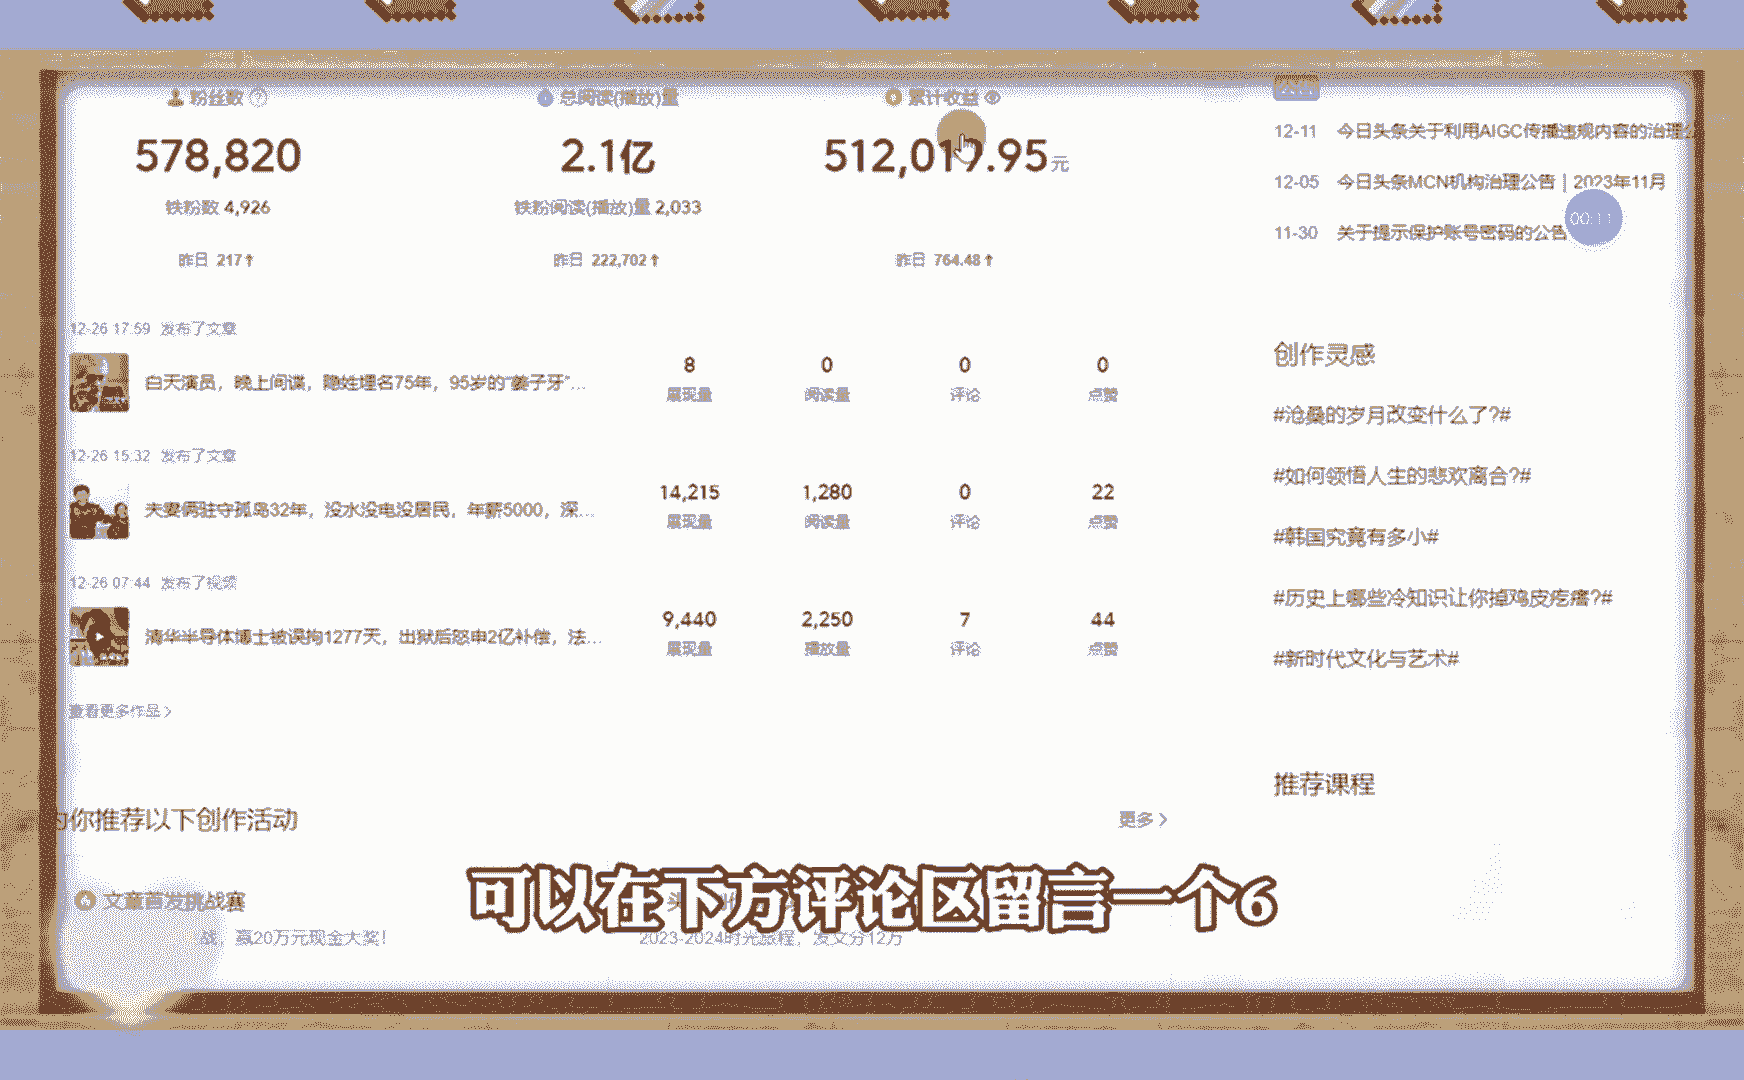 粉丝数
总阅读(播放)量
累计收益
578,820
2.1亿
512,019.95元
铁粉数 4,926
铁粉阅读(播放)量 2,033
昨日 217↑
昨日 222,702↑
昨日 764.48↑
12-11 今日头条关于利用AIGC传播违规内容的治理公
12-05 今日头条MCN机构治理公告 | 2023年11月
11-30 关于提示保护账号密码的公告
00:11
12-26 17:59 发布了文章
白天演员，晚上间谍，隐姓埋名75年，95岁的“姜子牙”...
8
0
0
0
展现量
阅读量
评论
点赞
12-26 15:32 发布了文章
夫妻俩驻守孤岛32年，没水没电没居民，年薪5000，深...
14,215
1,280
0
22
展现量
阅读量
评论
点赞
12-26 07:44 发布了视频
清华半导体博士被误拘1277天，出狱后怒申2亿补偿，法...
9,440
2,250
7
44
展现量
播放量
评论
点赞
查看更多作品 >
创作灵感
#沧桑的岁月改变什么了?#
#如何领悟人生的悲欢离合?#
#韩国究竟有多小#
#历史上哪些冷知识让你掉鸡皮疙瘩?#
#新时代文化与艺术#
推荐课程
为你推荐以下创作活动
更多 >
文章首发挑战赛
战，赢20万元现金大奖！
2023-2024时光旅程，发文分12万
可以在下方评论区留言一个6